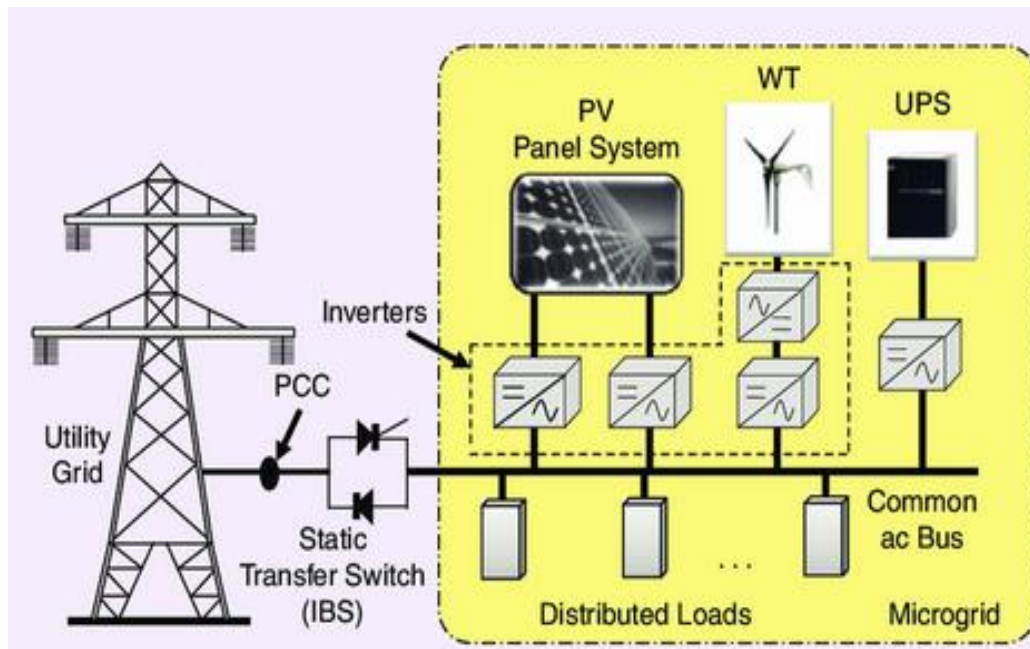 WT
UPS
PV
Panel System
Inverters
PCC
Utility
Grid
Static
Transfer Switch
(IBS)
Common
ac Bus
...
Distributed Loads
Microgrid